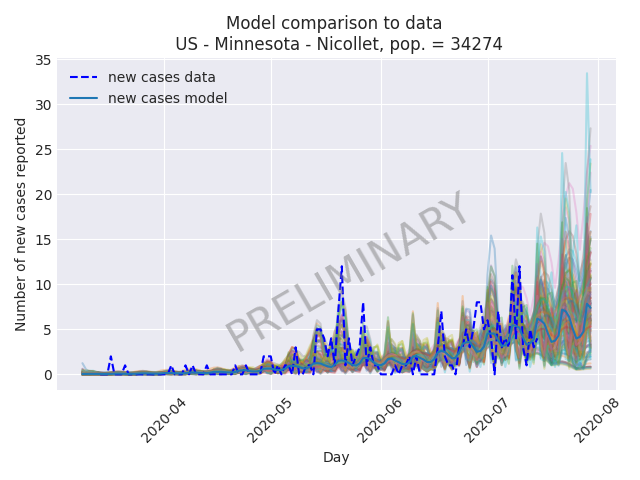 Model comparison to data
US - Minnesota - Nicollet, pop. = 34274
Number of new cases reported
35
30
25
20
15
10
5
0
new cases data
new cases model
PRELIMINARY
2020-04
2020-05
2020-06
2020-07
2020-08
Day